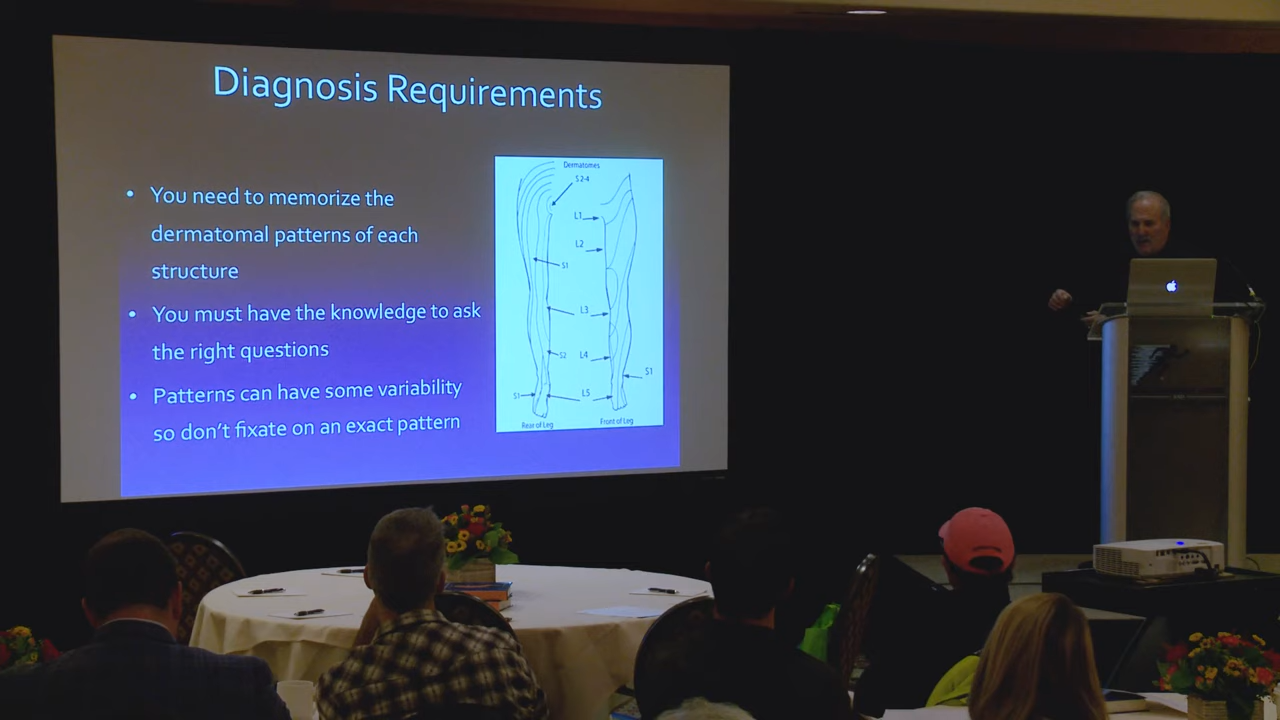 Diagnosis Requirements
• You need to memorize the
dermatomal patterns of each
structure
• You must have the knowledge to ask
the right questions
• Patterns can have some variability
so don't fixate on an exact pattern
Dermatomes
S2-4
L1
L2
S1
L3
S2
L4
S1
S1
L5
Rear of Leg
Front of Leg